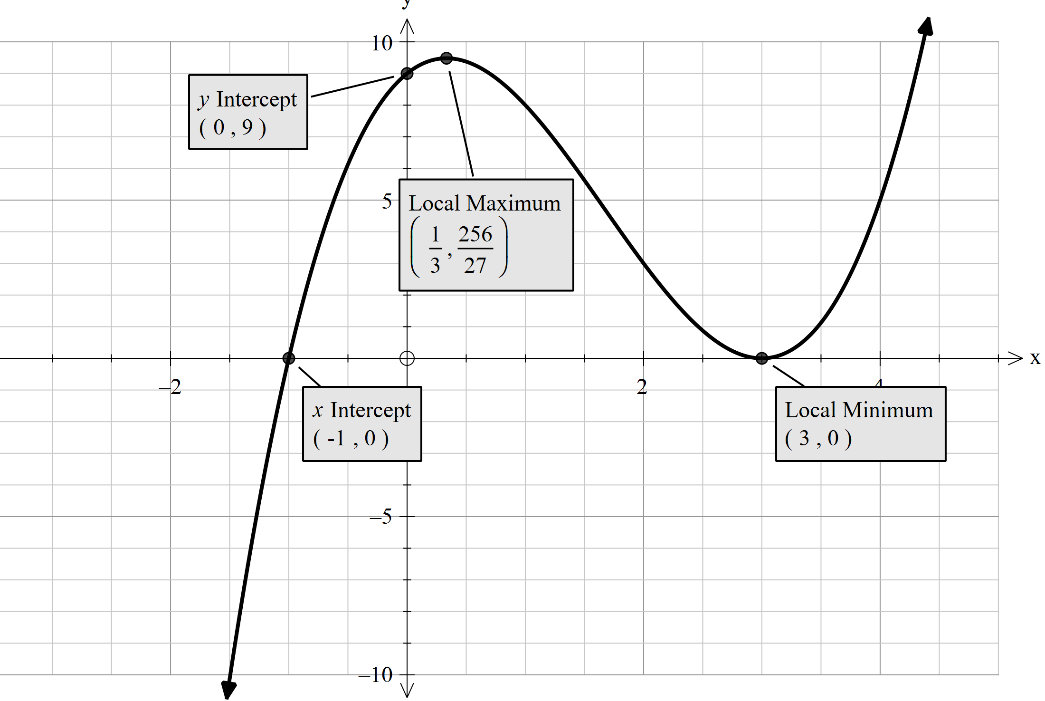 y
10
y Intercept
( 0 , 9 )
5
Local Maximum
( 1/3 , 256/27 )
x
–2
2
4
x Intercept
( -1 , 0 )
Local Minimum
( 3 , 0 )
–5
–10